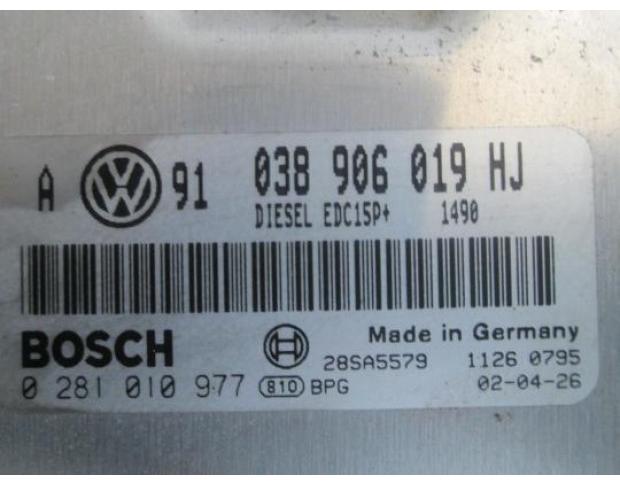 A VW 91 038 906 019 HJ
DIESEL EDC15P+ 1490
BOSCH Made in Germany
28SA5579 1126 0795
0 281 010 977 810 BPG 02-04-26